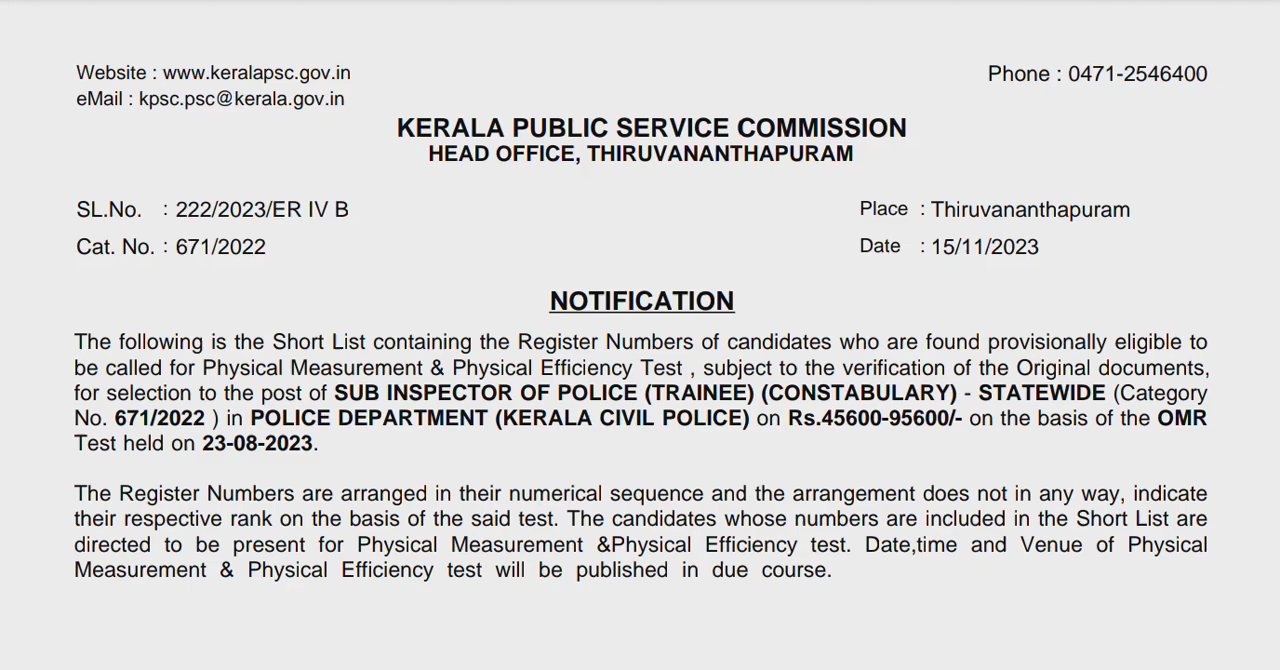 Website : www.keralapsc.gov.in
Phone : 0471-2546400
eMail : kpsc.psc@kerala.gov.in
KERALA PUBLIC SERVICE COMMISSION
HEAD OFFICE, THIRUVANANTHAPURAM
SL.No. : 222/2023/ER IV B
Place : Thiruvananthapuram
Cat. No. : 671/2022
Date : 15/11/2023
NOTIFICATION
The following is the Short List containing the Register Numbers of candidates who are found provisionally eligible to
be called for Physical Measurement & Physical Efficiency Test , subject to the verification of the Original documents,
for selection to the post of SUB INSPECTOR OF POLICE (TRAINEE) (CONSTABULARY) - STATEWIDE (Category
No. 671/2022 ) in POLICE DEPARTMENT (KERALA CIVIL POLICE) on Rs.45600-95600/- on the basis of the OMR
Test held on 23-08-2023.
The Register Numbers are arranged in their numerical sequence and the arrangement does not in any way, indicate
their respective rank on the basis of the said test. The candidates whose numbers are included in the Short List are
directed to be present for Physical Measurement &Physical Efficiency test. Date,time and Venue of Physical
Measurement & Physical Efficiency test will be published in due course.